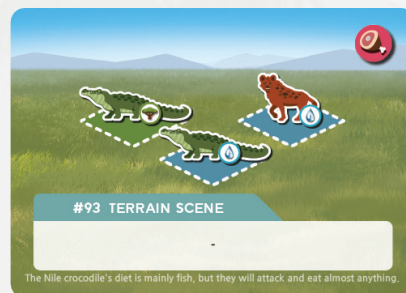 #93 TERRAIN SCENE
-
The Nile crocodile's diet is mainly fish, but they will attack and eat almost anything.